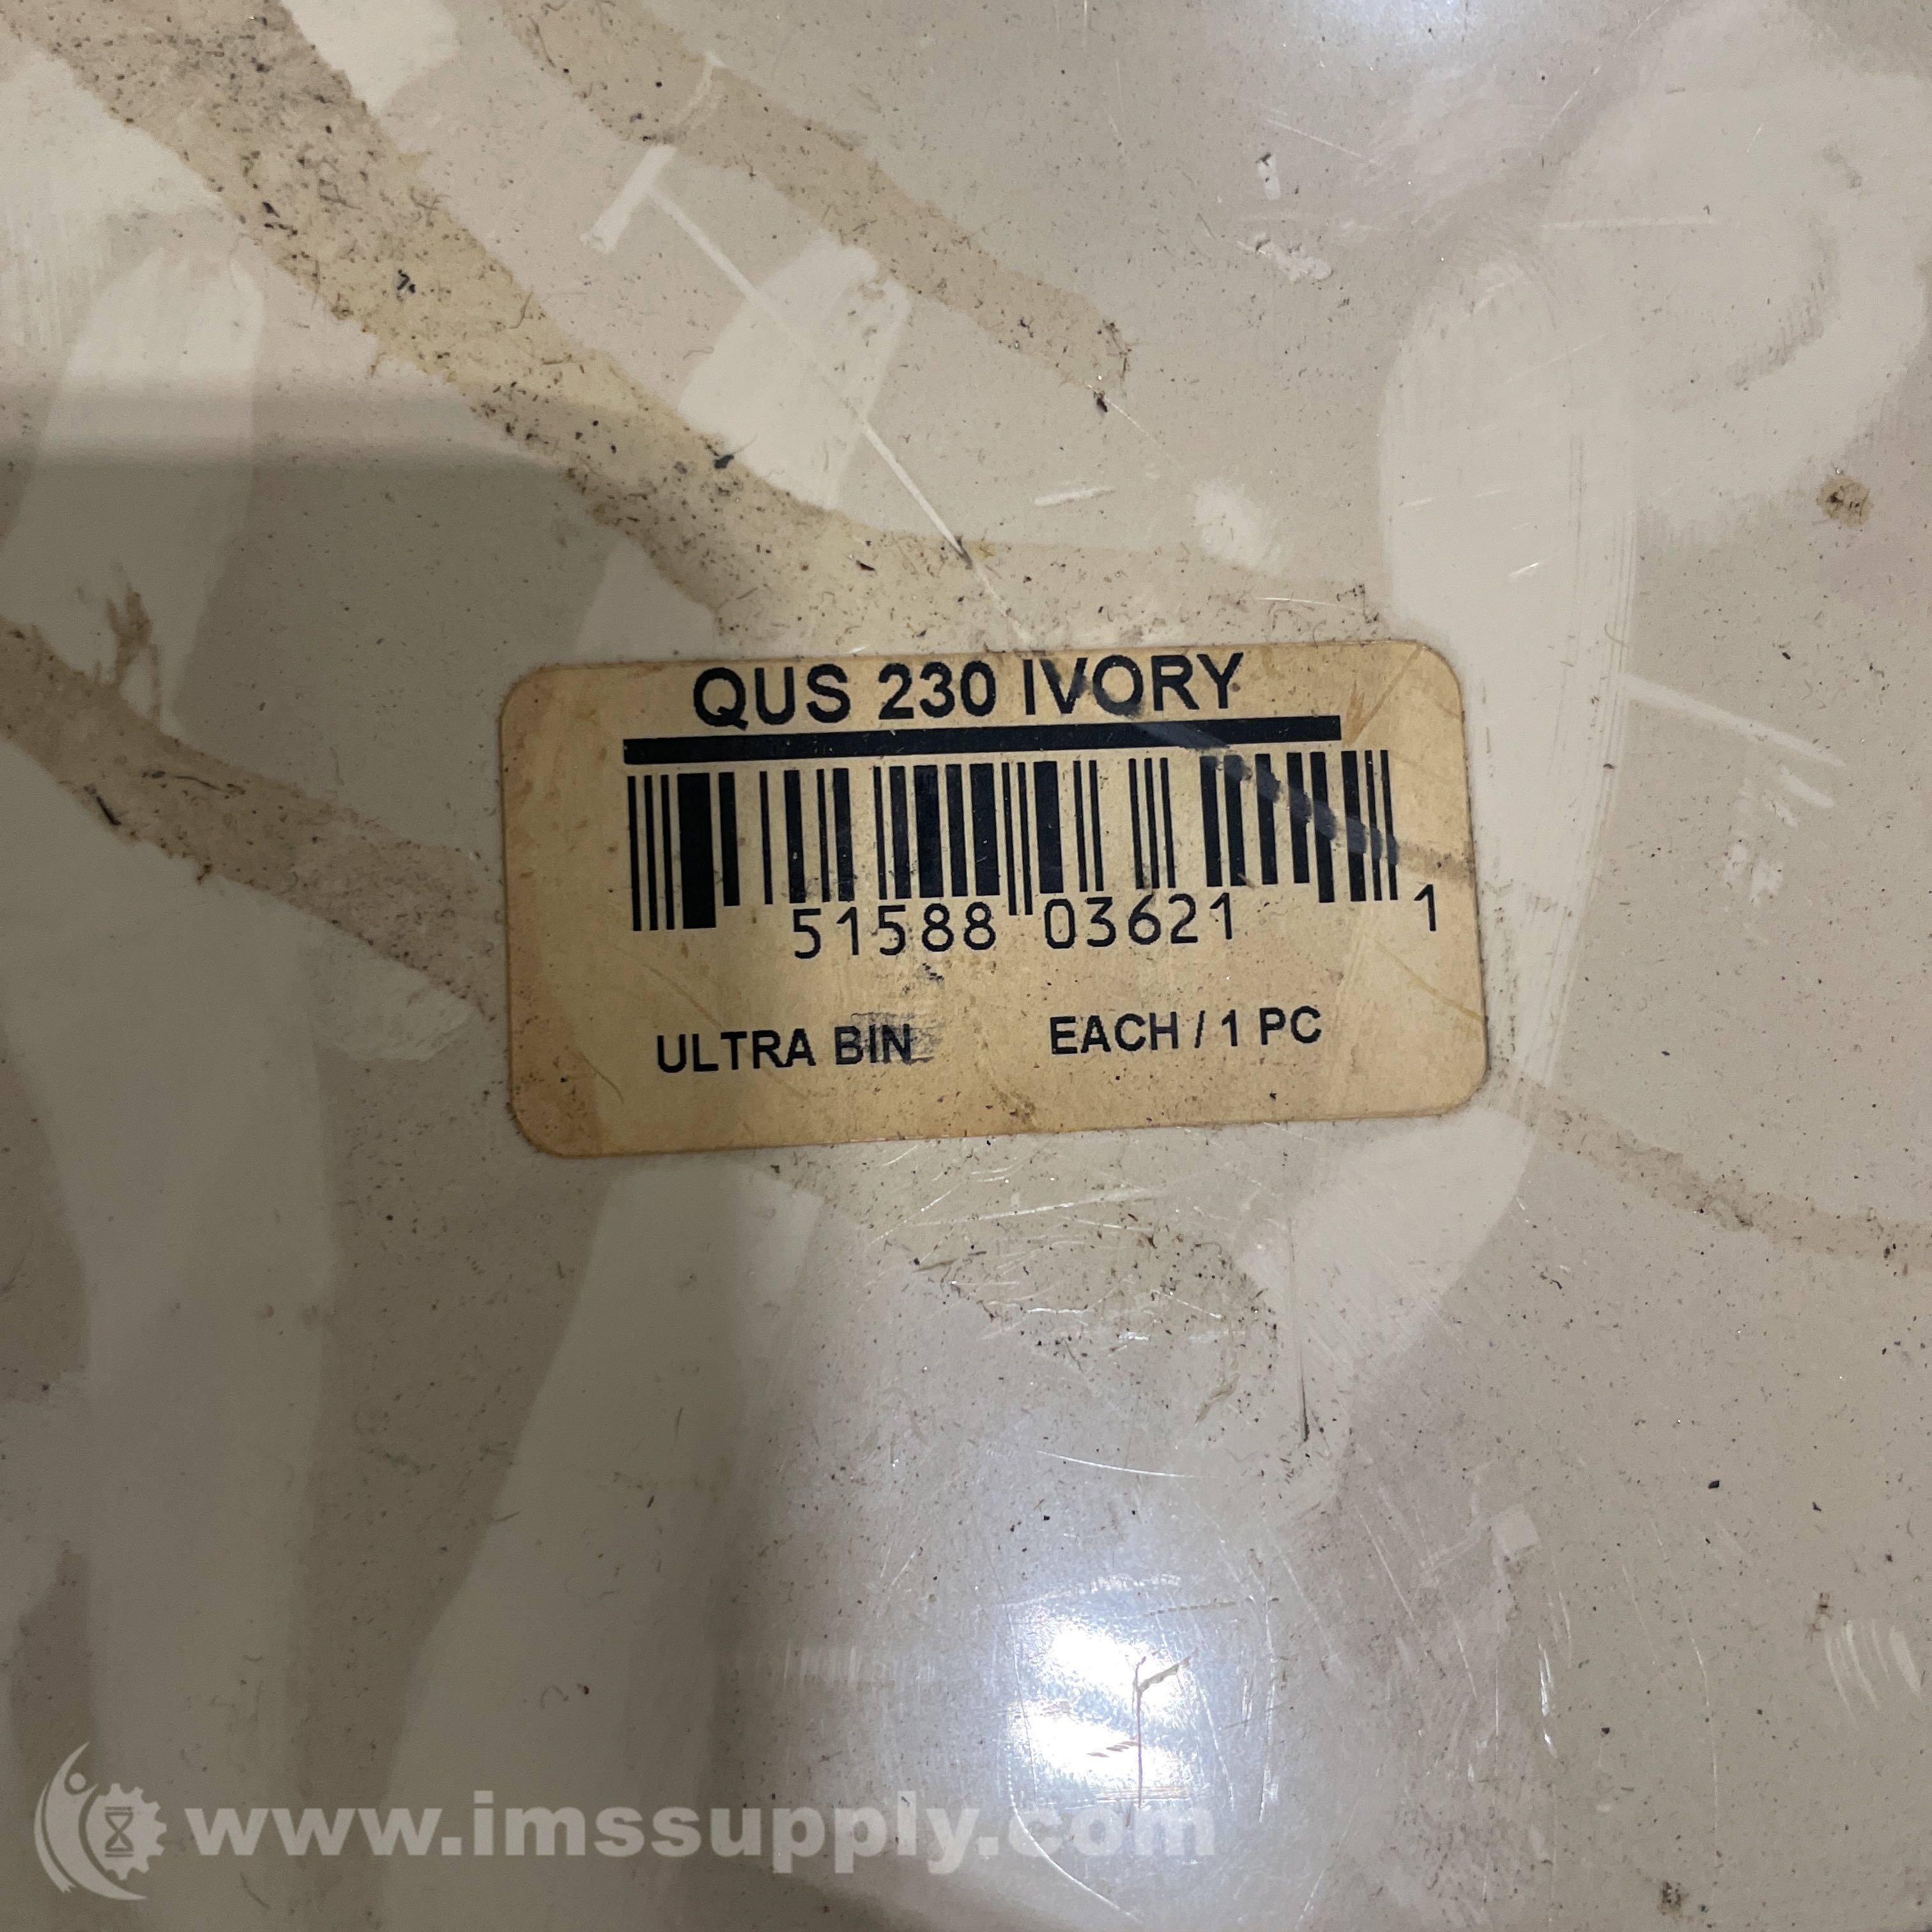 QUS 230 IVORY
51588 03621 1
ULTRA BIN EACH / 1 PC
www.imssupply.com